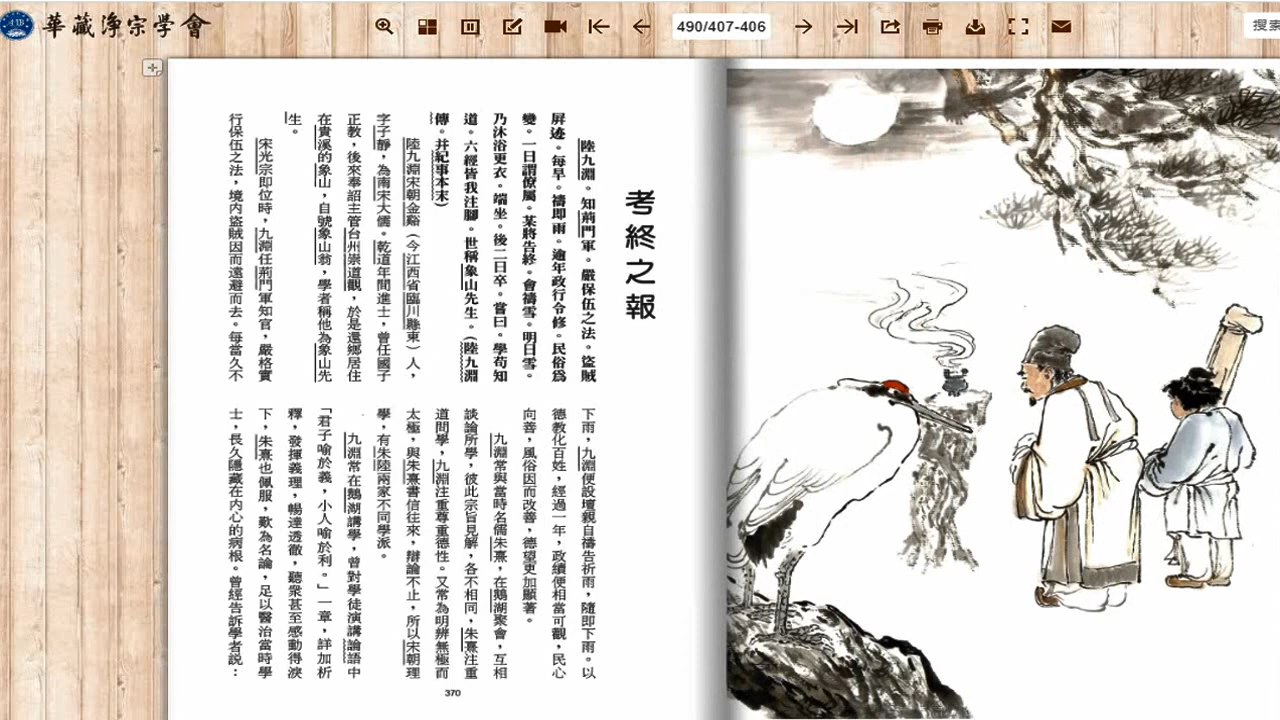 華藏淨宗學會
490/407-406
搜索
考終之報
陸九淵。知荊門軍。嚴保伍之法。盜賊
屏迹。每旱。禱即雨。逾年政行令修。民俗為
變。一日謂僚屬。某將告終。會禱雪。明日雪。
乃沐浴更衣。端坐。後二日卒。嘗曰。學苟知
道。六經皆我注腳。世稱象山先生。(陸九淵
傳。并紀事本末)
陸九淵宋朝金谿(今江西省臨川縣東)人,
字子靜,為南宋大儒。乾道年間進士,曾任國子
正教,後來奉詔主管台州崇道觀,於是還鄉居住
在貴溪的象山,自號象山翁,學者稱他為象山先
生。
宋光宗即位時,九淵任荊門軍知官,嚴格實
行保伍之法,境內盜賊因而遠避而去。每當久不
下雨,九淵便設壇親自禱告祈雨,隨即下雨。以
德教化百姓,經過一年,政績便相當可觀,民心
向善,風俗因而改善,德望更加顯著。
九淵常與當時名儒朱熹,在鵝湖聚會,互相
談論所學,彼此宗旨見解,各不相同,朱熹注重
道問學,九淵注重尊重德性。又常為明辨無極而
太極,與朱熹書信往來,辯論不止,所以宋朝理
學,有朱陸兩家不同學派。
九淵常在鵝湖講學,曾對學徒演講論語中
「君子喻於義,小人喻於利。」一章,詳加析
釋,發揮義理,暢達透徹,聽眾甚至感動得淚
下,朱熹也佩服,歎為名論,足以醫治當時學
士,長久隱藏在內心的病根。曾經告訴學者說:
370